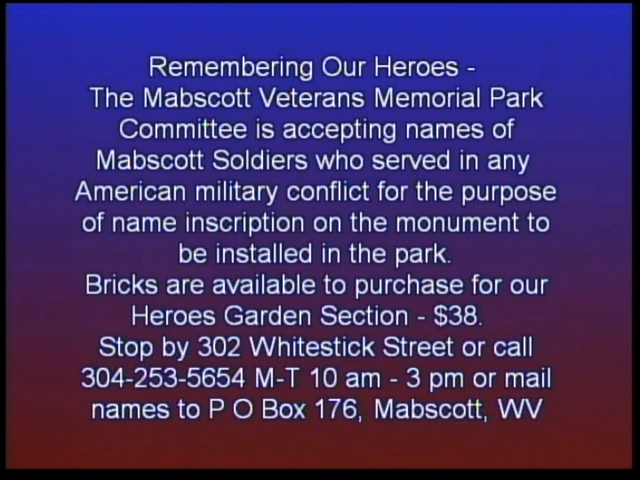 Remembering Our Heroes -
The Mabscott Veterans Memorial Park
Committee is accepting names of
Mabscott Soldiers who served in any
American military conflict for the purpose
of name inscription on the monument to
be installed in the park.
Bricks are available to purchase for our
Heroes Garden Section - $38.
Stop by 302 Whitestick Street or call
304-253-5654 M-T 10 am - 3 pm or mail
names to P O Box 176, Mabscott, WV